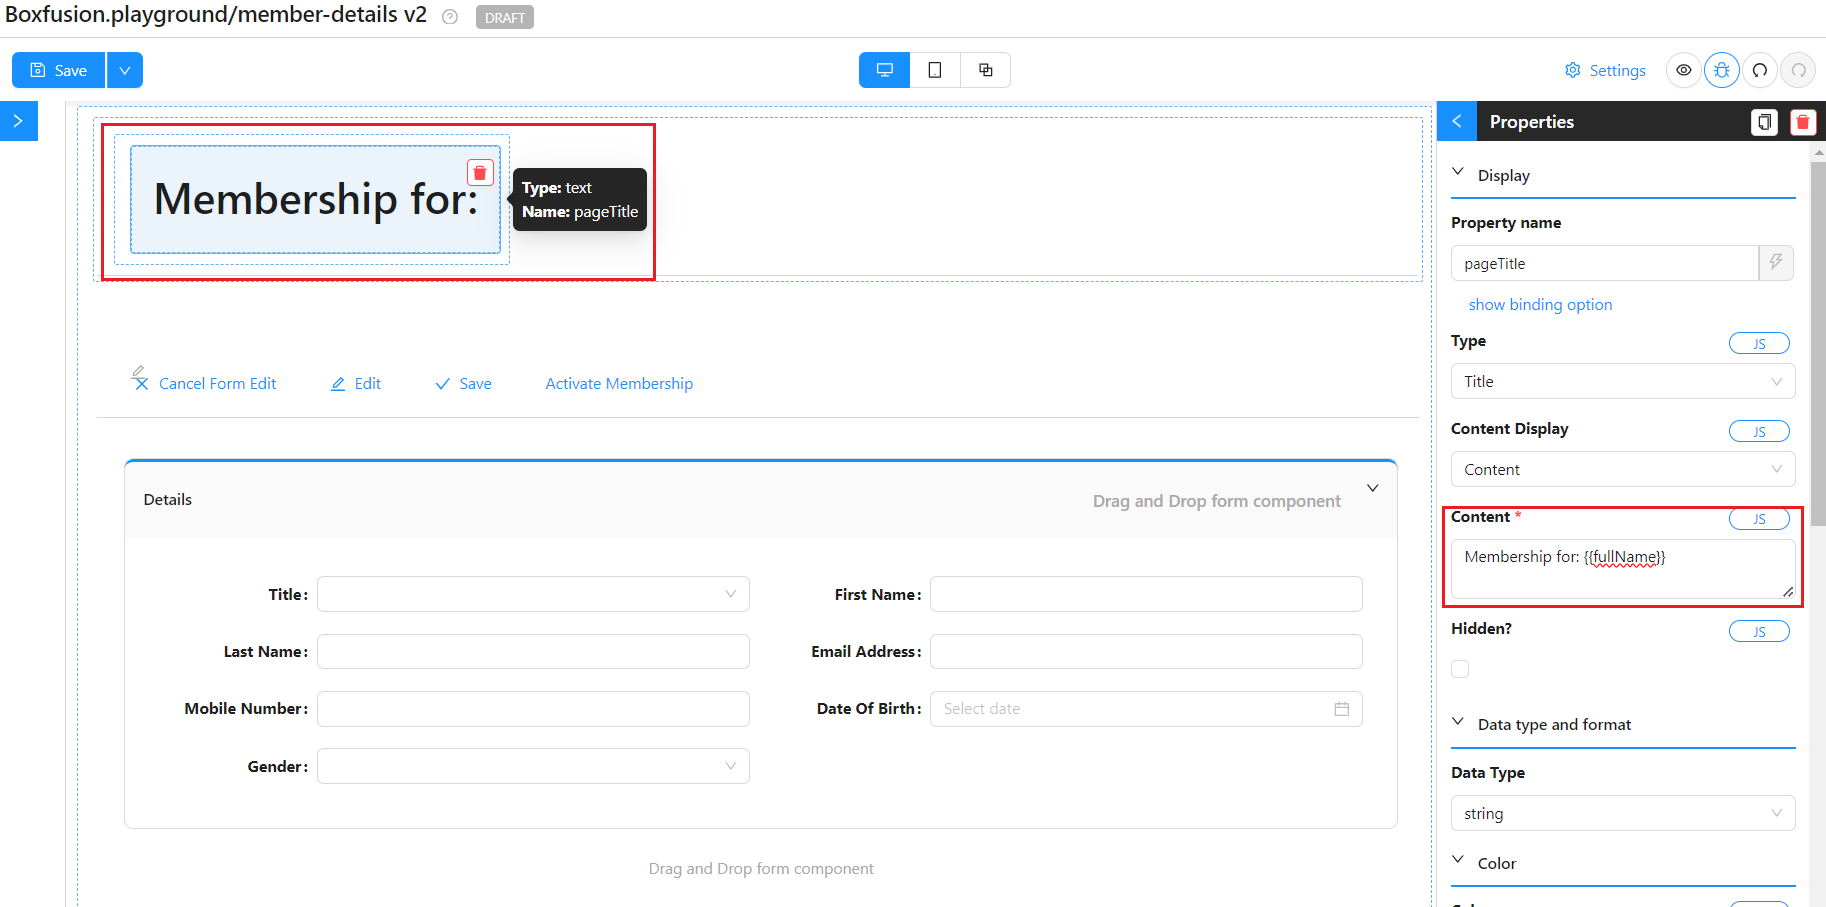 Boxfusion.playground/member-details v2 DRAFT
Save
Settings
Properties
Membership for:
Type: text
Name: pageTitle
Display
Property name
pageTitle
show binding option
Type JS
Title
Cancel Form Edit Edit Save Activate Membership
Content Display JS
Content
Details Drag and Drop form component
Content * JS
Membership for: {{fullName}}
Title: First Name:
Hidden? JS
Last Name: Email Address:
Mobile Number: Date Of Birth: Select date
Data type and format
Gender:
Data Type
string
Drag and Drop form component
Color